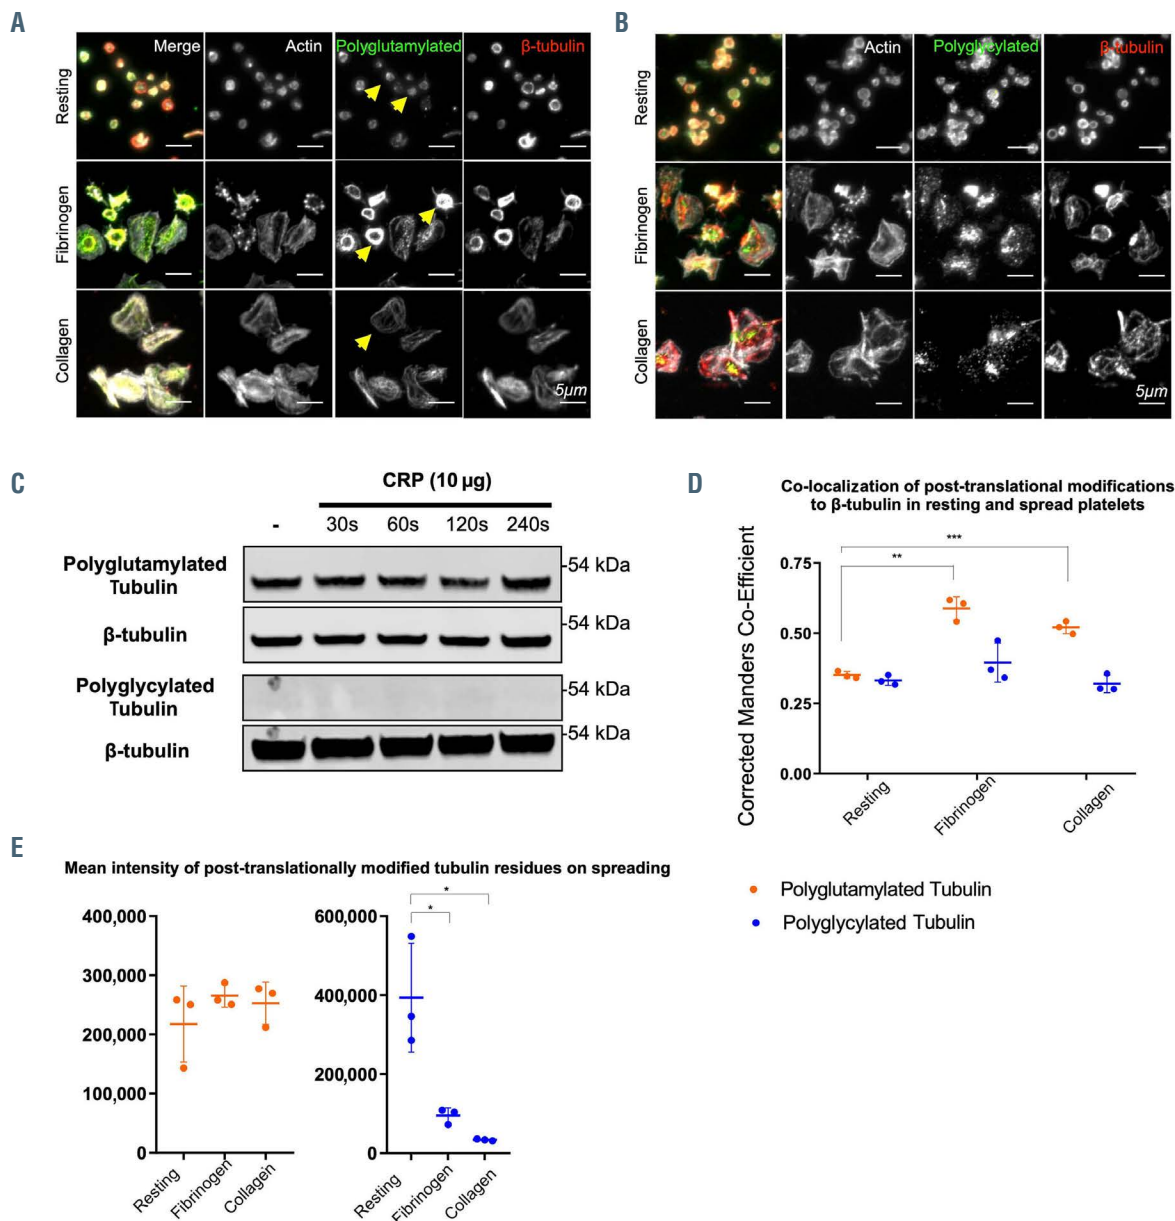 A
Merge
Actin
Polyglutamylated
β-tubulin
Resting
Fibrinogen
Collagen
5µm
B
Actin
Polyglycylated
β-tubulin
Resting
Fibrinogen
Collagen
5µm
C
CRP (10 µg)
- 30s 60s 120s 240s
Polyglutamylated
Tubulin
54 kDa
β-tubulin
54 kDa
Polyglycylated
Tubulin
54 kDa
β-tubulin
54 kDa
D
Co-localization of post-translational modifications
to β-tubulin in resting and spread platelets
Corrected Manders Co-Efficient
***
**
0.75
0.50
0.25
0.00
Resting
Fibrinogen
Collagen
E
Mean intensity of post-translationally modified tubulin residues on spreading
400,000
300,000
200,000
100,000
0
Resting
Fibrinogen
Collagen
600,000
400,000
200,000
0
*
*
Resting
Fibrinogen
Collagen
Polyglutamylated Tubulin
Polyglycylated Tubulin